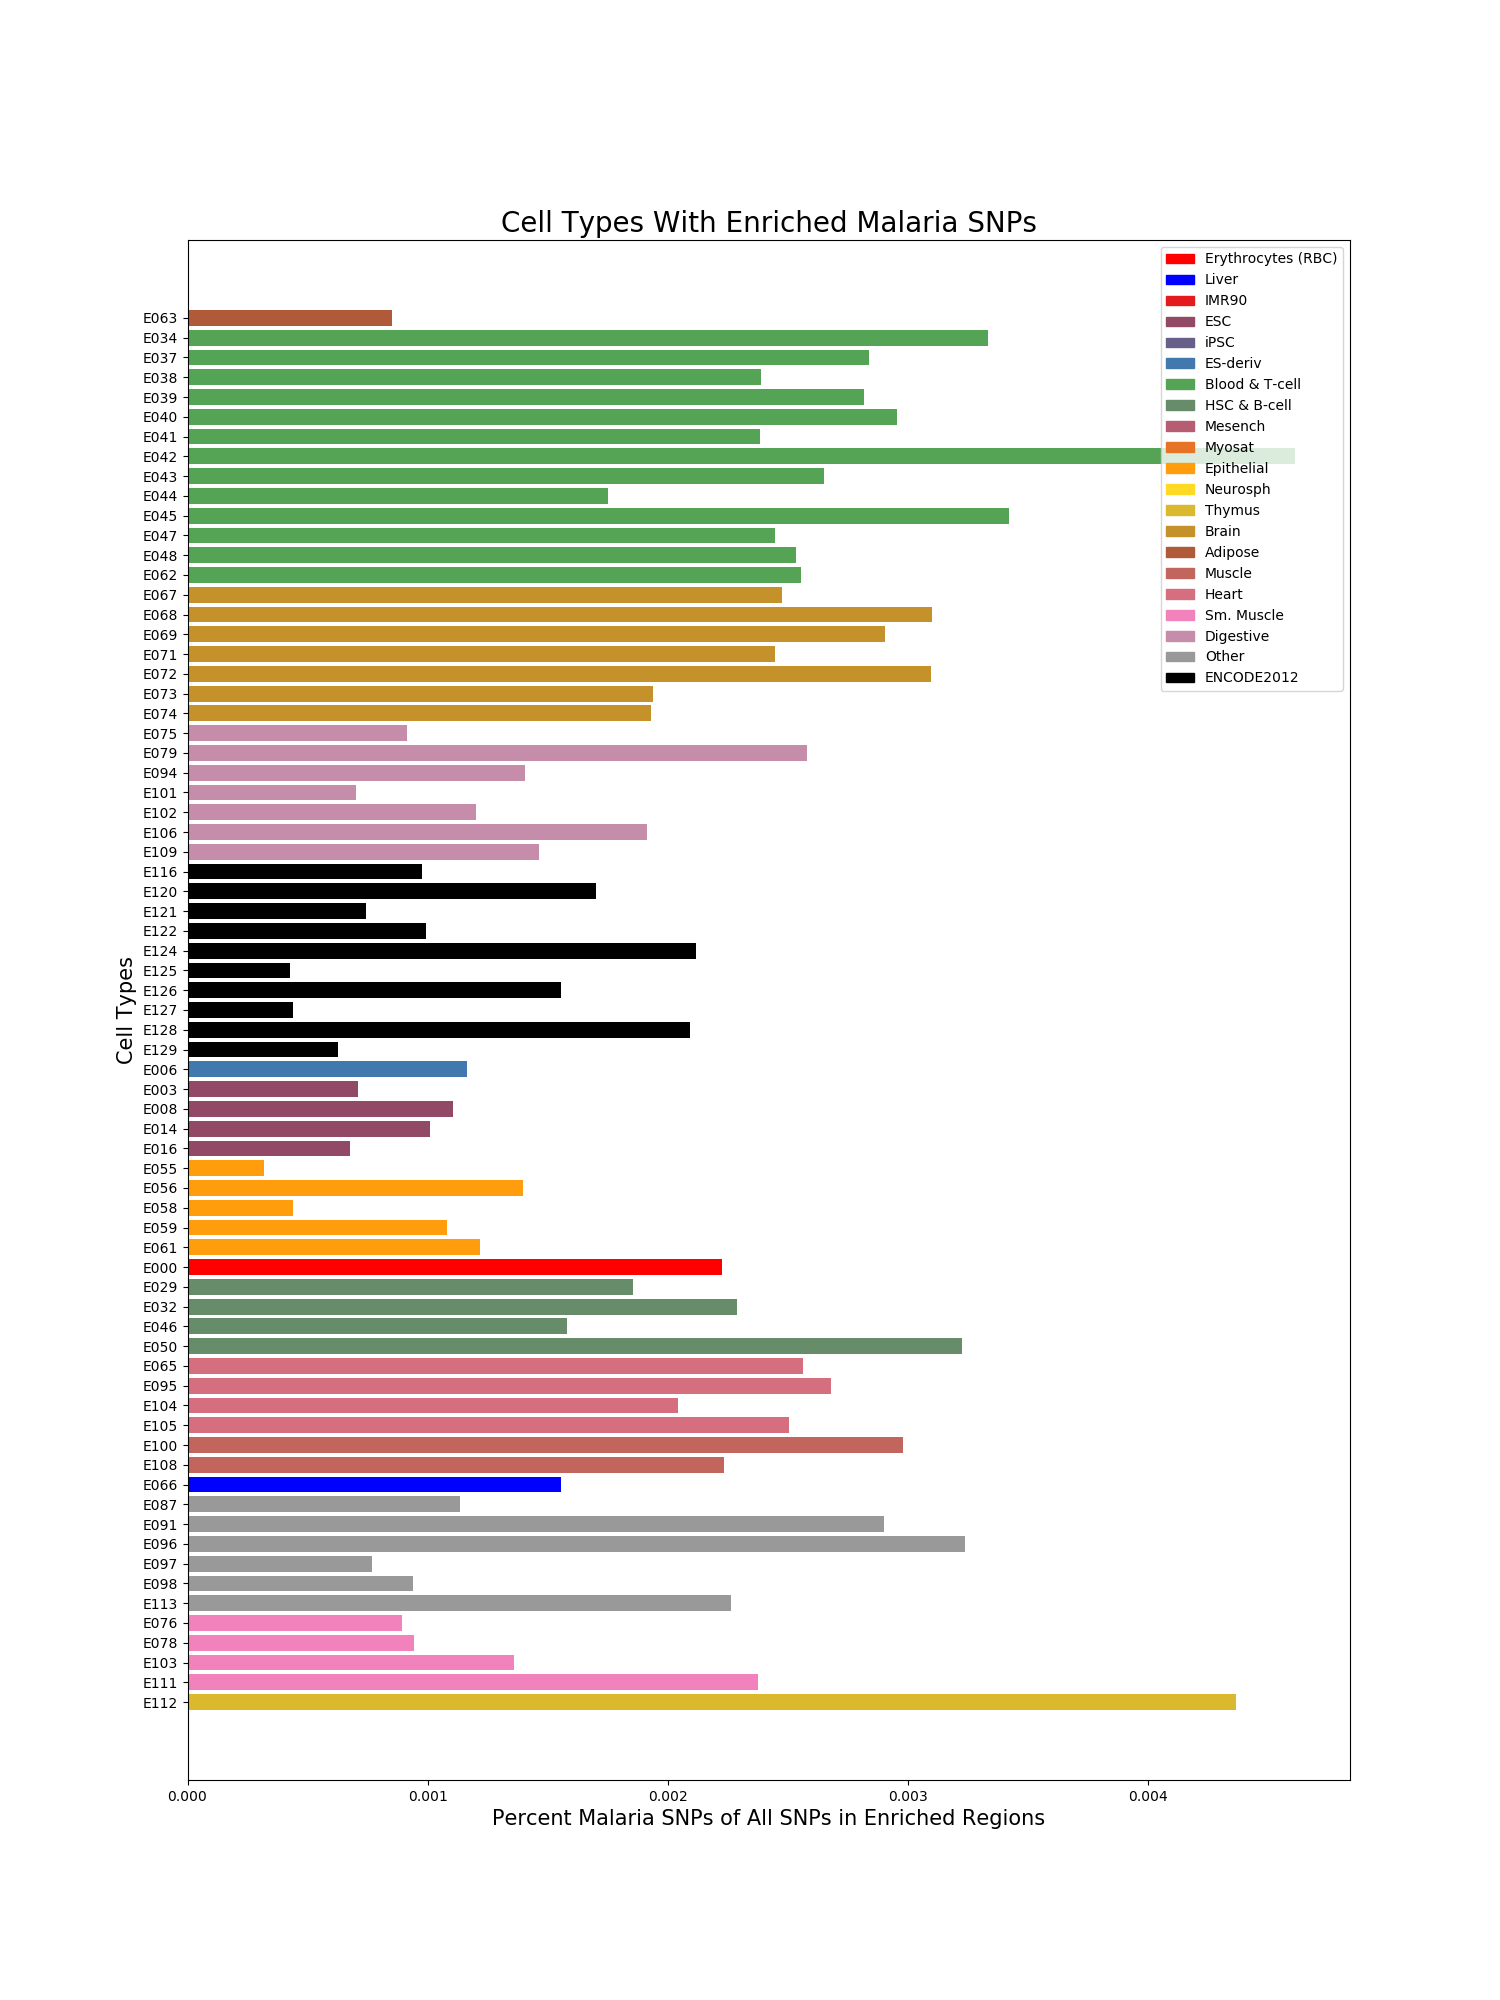 Cell Types With Enriched Malaria SNPs
Erythrocytes (RBC)
Liver
IMR90
ESC
iPSC
ES-deriv
Blood & T-cell
HSC & B-cell
Mesench
Myosat
Epithelial
Neurosph
Thymus
Brain
Adipose
Muscle
Heart
Sm. Muscle
Digestive
Other
ENCODE2012
Cell Types
E063
E034
E037
E038
E039
E040
E041
E042
E043
E044
E045
E047
E048
E062
E067
E068
E069
E071
E072
E073
E074
E075
E079
E094
E101
E102
E106
E109
E116
E120
E121
E122
E124
E125
E126
E127
E128
E129
E006
E003
E008
E014
E016
E055
E056
E058
E059
E061
E000
E029
E032
E046
E050
E065
E095
E104
E105
E100
E108
E066
E087
E091
E096
E097
E098
E113
E076
E078
E103
E111
E112
0.000 0.001 0.002 0.003 0.004
Percent Malaria SNPs of All SNPs in Enriched Regions